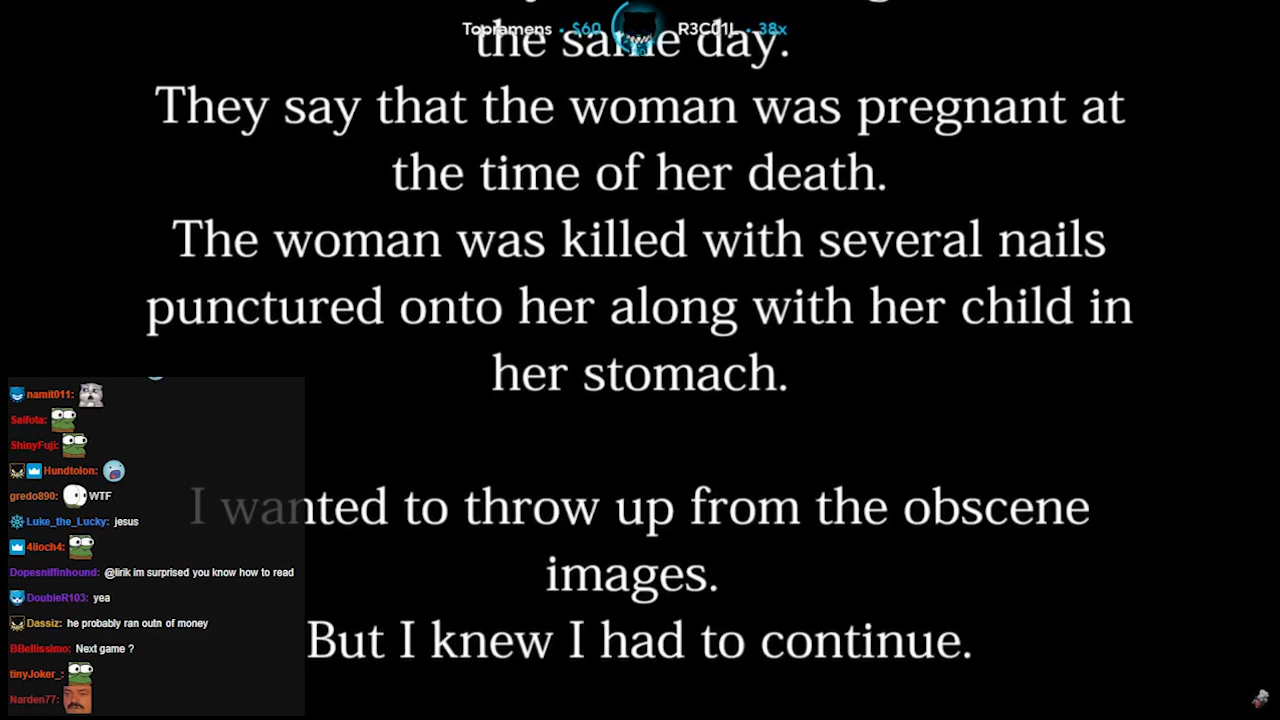 Topramens • $60 R3C01L • 38x
the same day.
They say that the woman was pregnant at
the time of her death.
The woman was killed with several nails
punctured onto her along with her child in
her stomach.
I wanted to throw up from the obscene
images.
But I knew I had to continue.
namit011:
Saifota:
ShinyFuji:
Hundtolon:
gredo890: WTF
Luke_the_Lucky: jesus
4lioch4:
Dopesniffinhound: @lirik im surprised you know how to read
DoubleR103: yea
Dassiz: he probably ran outn of money
BBellissimo: Next game ?
tinyJoker_:
Narden77: